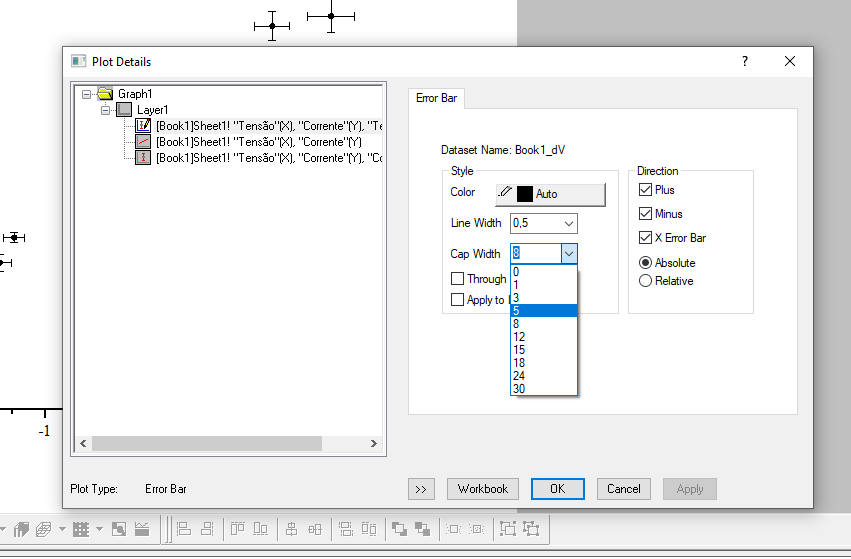 Plot Details
?
Graph1
Layer1
[Book1]Sheet1! "Tensão"(X), "Corrente"(Y), "Te
[Book1]Sheet1! "Tensão"(X), "Corrente"(Y)
[Book1]Sheet1! "Tensão"(X), "Corrente"(Y), "Co
Error Bar
Dataset Name: Book1_dV
Style
Color
Auto
Line Width
0,5
Cap Width
8
0
1
3
5
8
12
15
18
24
30
Through
Apply to
Direction
Plus
Minus
X Error Bar
Absolute
Relative
-1
Plot Type:
Error Bar
>>
Workbook
OK
Cancel
Apply